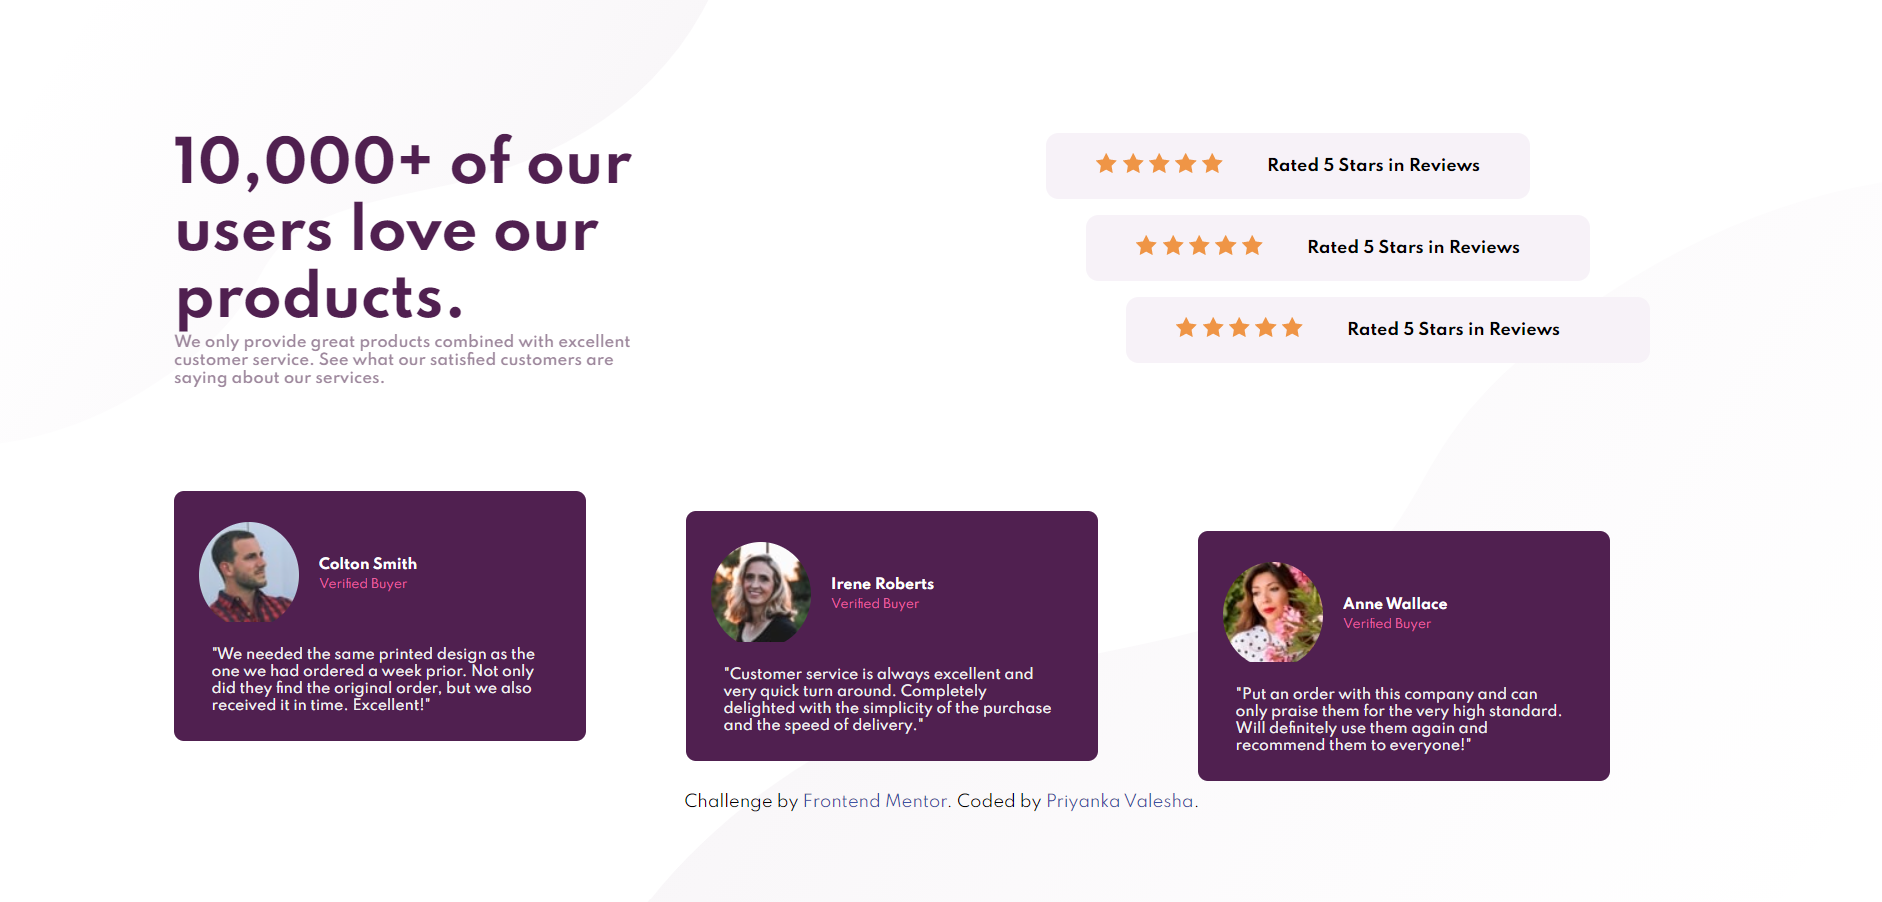 10,000+ of our
users love our
products.
We only provide great products combined with excellent
customer service. See what our satisfied customers are
saying about our services.
Rated 5 Stars in Reviews
Rated 5 Stars in Reviews
Rated 5 Stars in Reviews
Colton Smith
Verified Buyer
"We needed the same printed design as the
one we had ordered a week prior. Not only
did they find the original order, but we also
received it in time. Excellent!"
Irene Roberts
Verified Buyer
"Customer service is always excellent and
very quick turn around. Completely
delighted with the simplicity of the purchase
and the speed of delivery."
Anne Wallace
Verified Buyer
"Put an order with this company and can
only praise them for the very high standard.
Will definitely use them again and
recommend them to everyone!"
Challenge by Frontend Mentor. Coded by Priyanka Valesha.